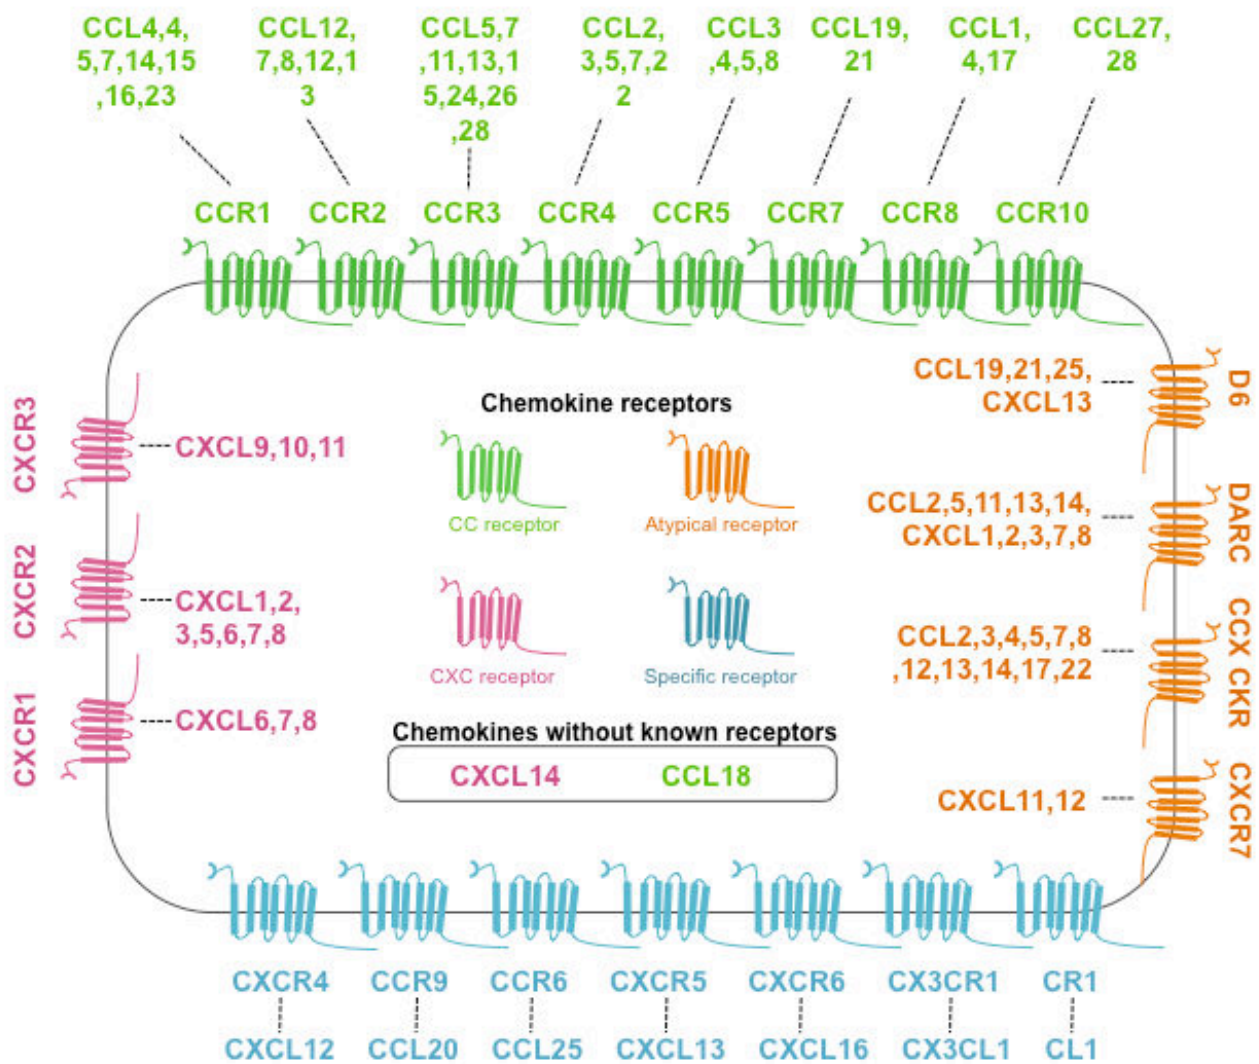 CCL4,4,
5,7,14,15
,16,23
CCL12,
7,8,12,1
3
CCL5,7
,11,13,1
5,24,26
,28
CCL2,
3,5,7,2
2
CCL3
,4,5,8
CCL19,
21
CCL1,
4,17
CCL27,
28
CCR1
CCR2
CCR3
CCR4
CCR5
CCR7
CCR8
CCR10
CXCR3
CXCL9,10,11
CXCR2
CXCL1,2,
3,5,6,7,8
CXCR1
CXCL6,7,8
Chemokine receptors
CC receptor
Atypical receptor
CXC receptor
Specific receptor
Chemokines without known receptors
CXCL14
CCL18
CCL19,21,25,
CXCL13
D6
CCL2,5,11,13,14,
CXCL1,2,3,7,8
DARC
CCL2,3,4,5,7,8
,12,13,14,17,22
CCX CKR
CXCL11,12
CXCR7
CXCR4
CCR9
CCR6
CXCR5
CXCR6
CX3CR1
CR1
CXCL12
CCL20
CCL25
CXCL13
CXCL16
CX3CL1
CL1